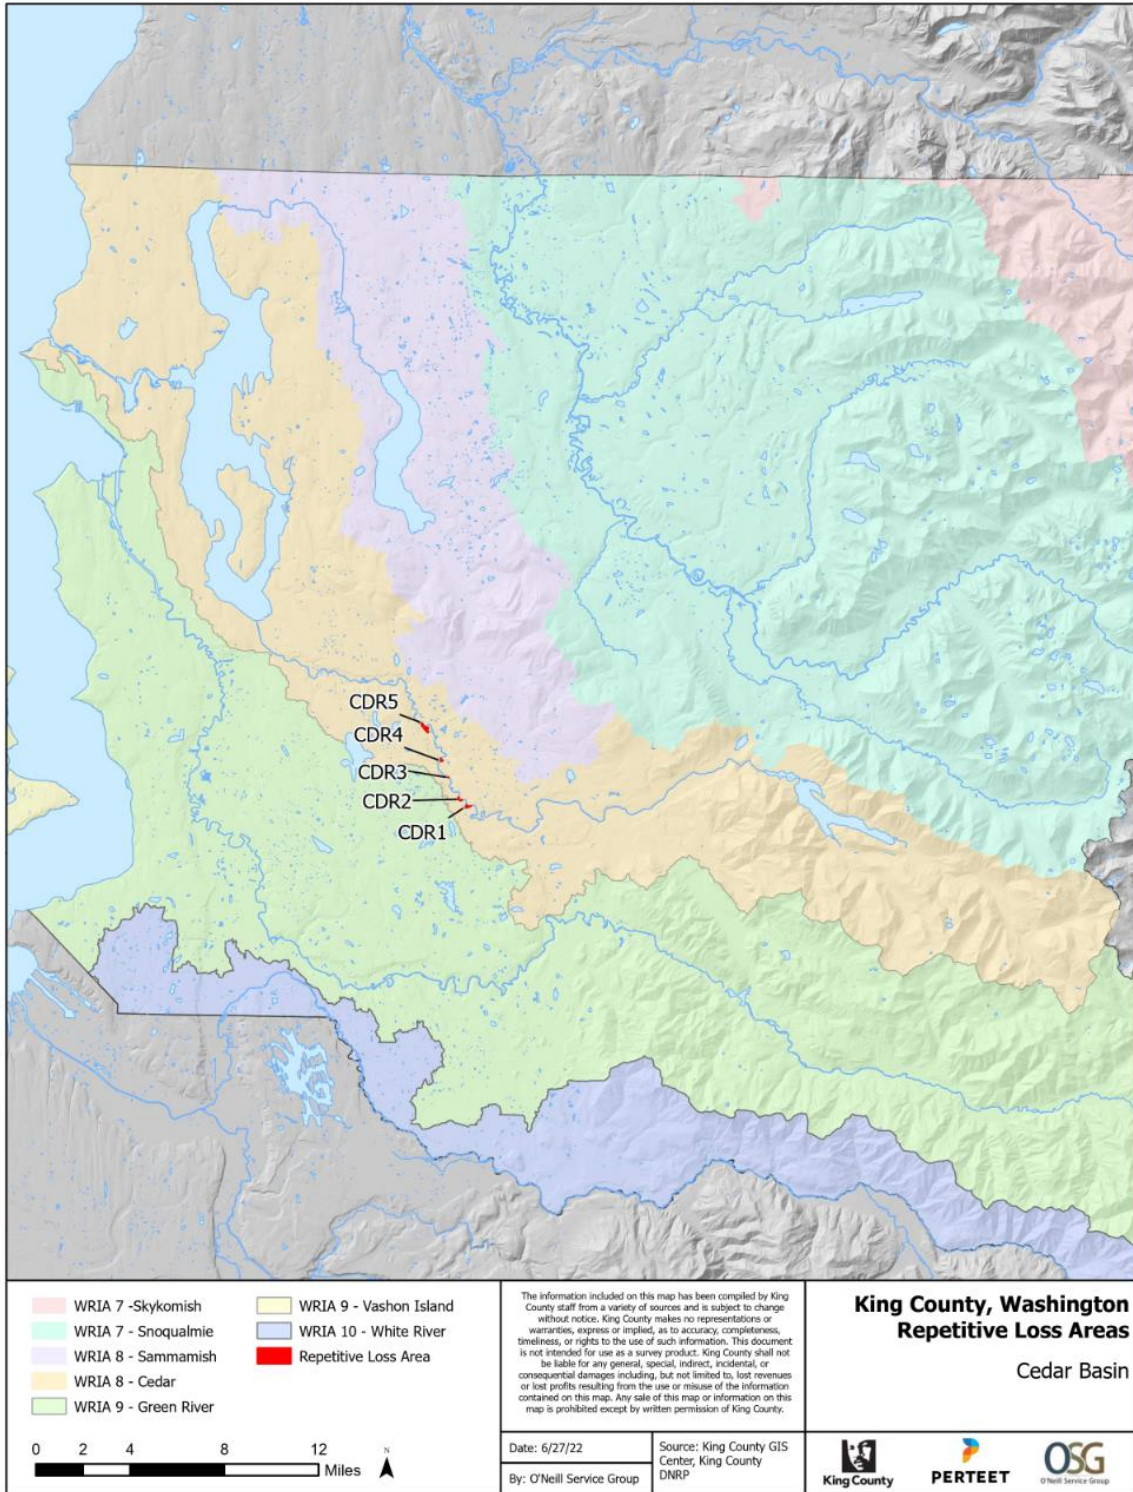 CDR5
CDR4
CDR3
CDR2
CDR1
WRIA 7 -Skykomish
WRIA 7 - Snoqualmie
WRIA 8 - Sammamish
WRIA 8 - Cedar
WRIA 9 - Green River
WRIA 9 - Vashon Island
WRIA 10 - White River
Repetitive Loss Area
0 2 4 8 12
Miles
N
The information included on this map has been compiled by King
County staff from a variety of sources and is subject to change
without notice. King County makes no representations or
warranties, express or implied, as to accuracy, completeness,
timeliness, or rights to the use of such information. This document
is not intended for use as a survey product. King County shall not
be liable for any general, special, indirect, incidental, or
consequential damages including, but not limited to, lost revenues
or lost profits resulting from the use or misuse of the information
contained on this map. Any sale of this map or information on this
map is prohibited except by written permission of King County.
Date: 6/27/22
By: O'Neill Service Group
Source: King County GIS
Center, King County
DNRP
King County, Washington
Repetitive Loss Areas
Cedar Basin
King County
PERTEET
OSG
O'Neill Service Group